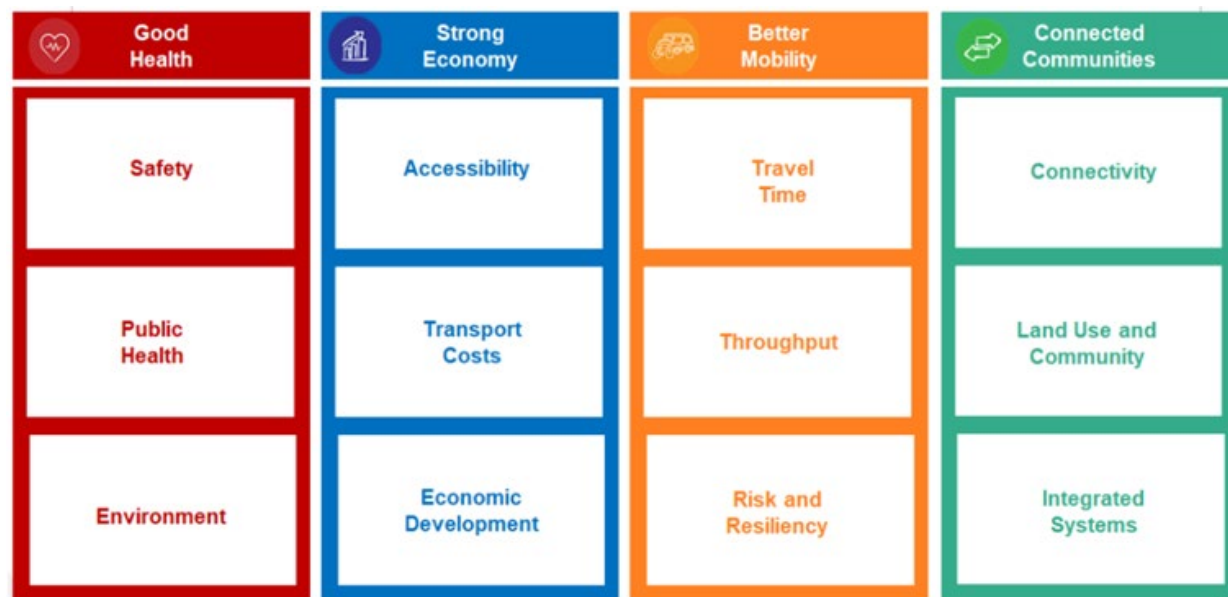 Good
Health
Strong
Economy
Better
Mobility
Connected
Communities
Safety
Accessibility
Travel
Time
Connectivity
Public
Health
Transport
Costs
Throughput
Land Use and
Community
Environment
Economic
Development
Risk and
Resiliency
Integrated
Systems